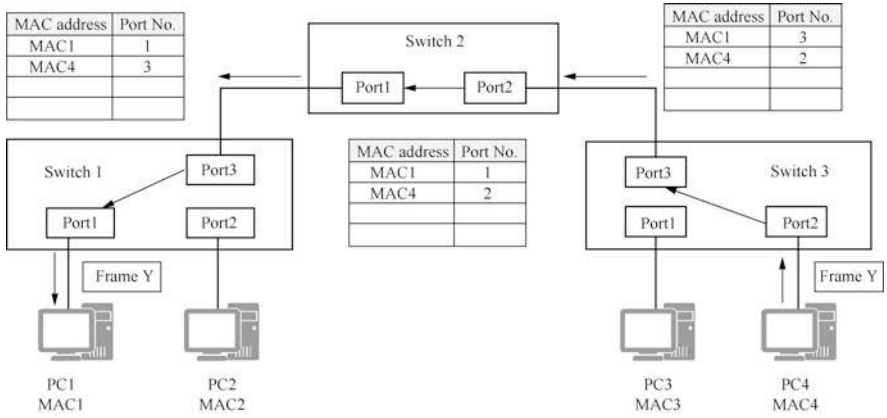 MAC address Port No.
MAC1 1
MAC4 3
Switch 2
Port1 Port2
MAC address Port No.
MAC1 3
MAC4 2
Switch 1
Port3
Port1 Port2
MAC address Port No.
MAC1 1
MAC4 2
Switch 3
Port3
Port1 Port2
Frame Y
Frame Y
PC1
MAC1
PC2
MAC2
PC3
MAC3
PC4
MAC4